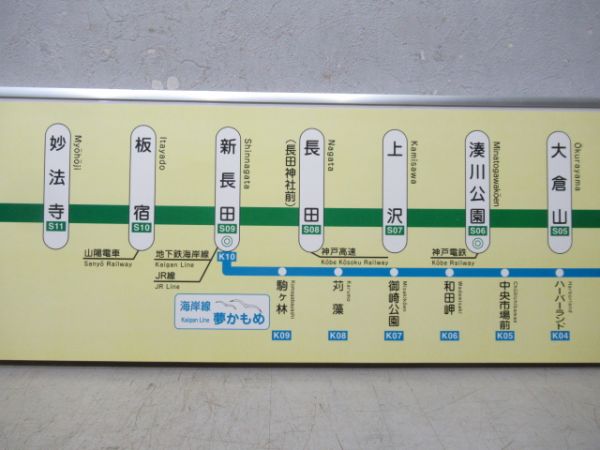 妙法寺
Myōhōji
S11
板宿
Itayado
S10
山陽電車
Sanyō Railway
新長田
Shinnagata
S09
K10
地下鉄海岸線
Kaigan Line
JR線
JR Line
長田
(長田神社前)
Nagata
S08
神戸高速
Kōbe Kōsoku Railway
上沢
Kamisawa
S07
湊川公園
Minatogawakōen
S06
神戸電鉄
Kōbe Railway
大倉山
Ōkurayama
S05
海岸線
Kaigan Line
夢かもめ
駒ヶ林
Komagabayashi
K09
苅藻
Karumo
K08
御崎公園
Misakikōen
K07
和田岬
Wadamisaki
K06
中央市場前
K05
ハーバーランド
Harborland
K04